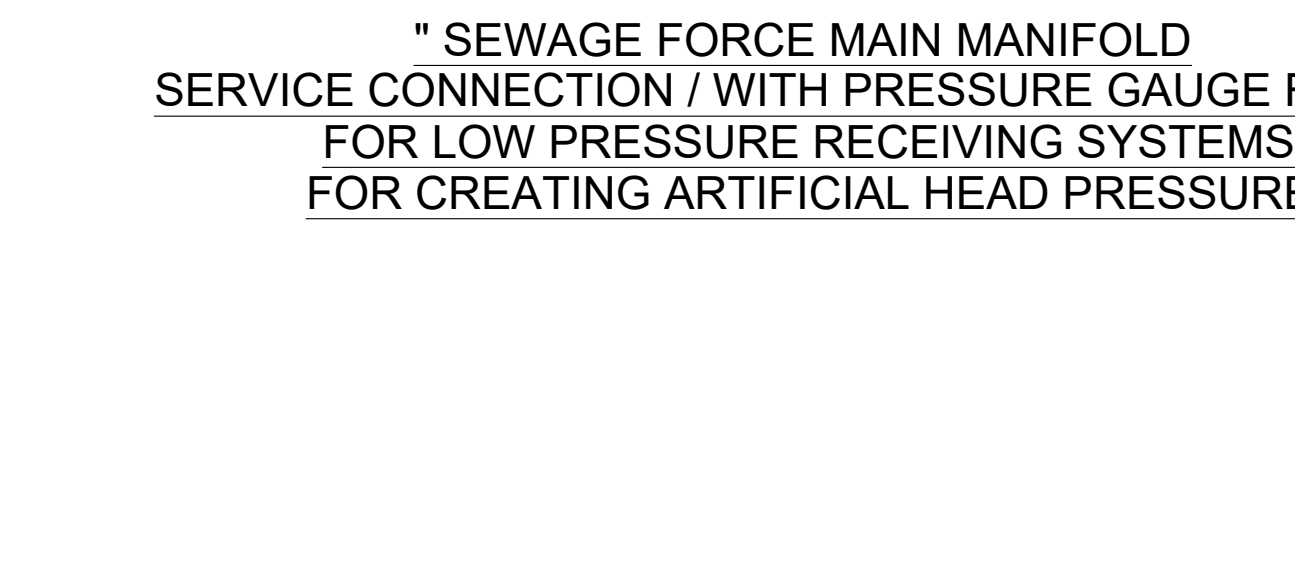 " SEWAGE FORCE MAIN MANIFOLD
SERVICE CONNECTION / WITH PRESSURE GAUGE
FOR LOW PRESSURE RECEIVING SYSTEMS
FOR CREATING ARTIFICIAL HEAD PRESSURE